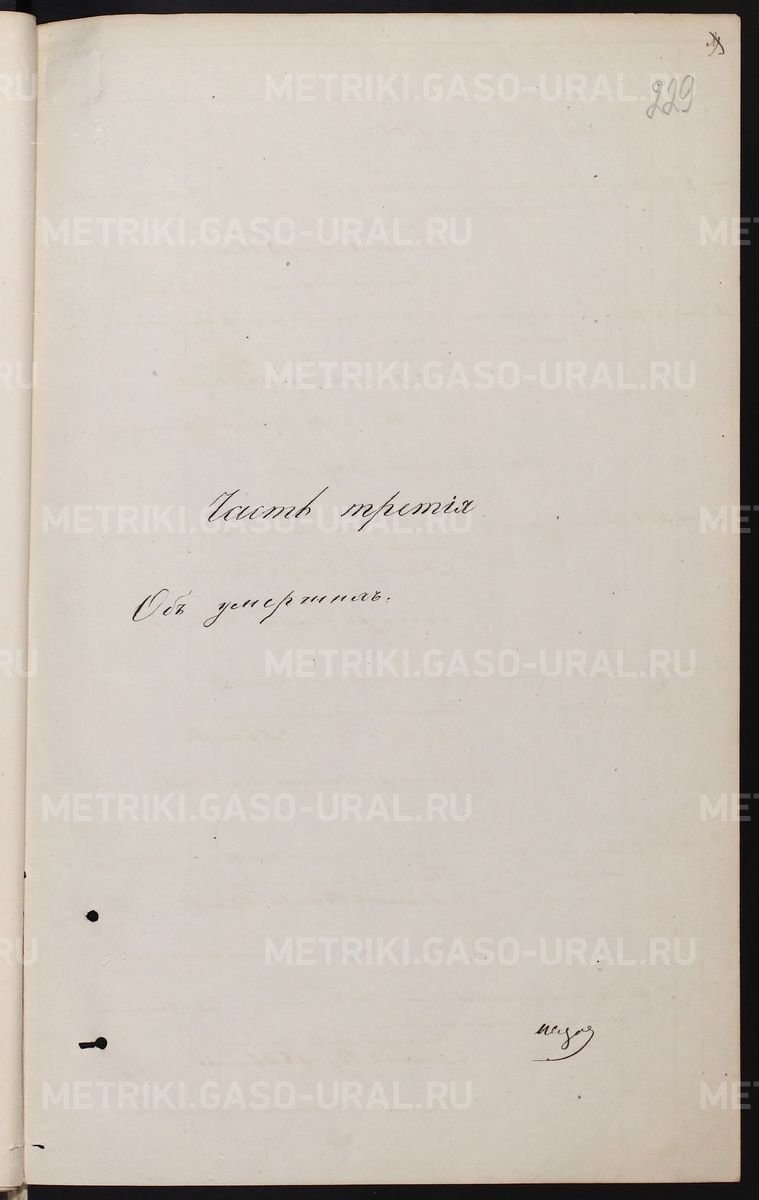 229
Часть третія
Объ умершихъ.